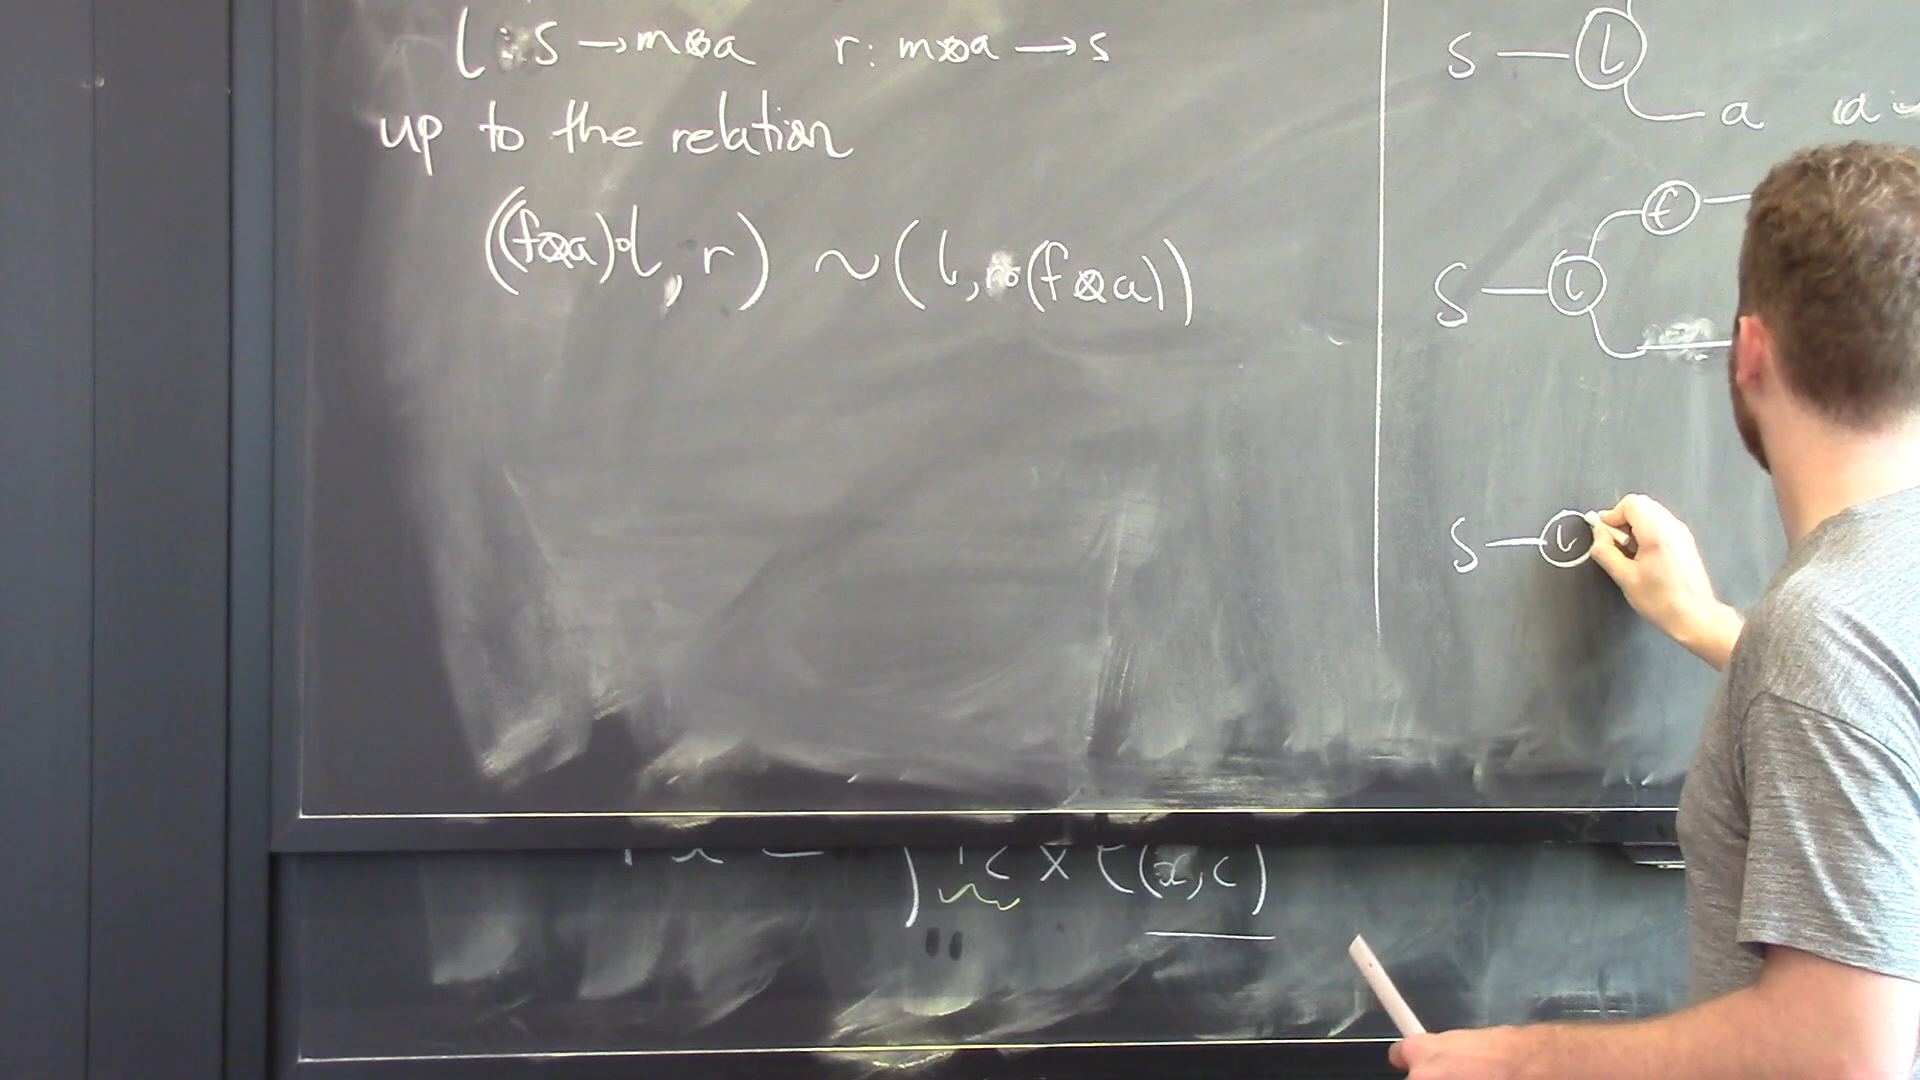 l : s → m⊗a r : m⊗a → s
up to the relation
((f⊗a)∘l, r) ~ (l, r∘(f⊗a))
s — l
a a
s — l f
s — l
× C(x,c)